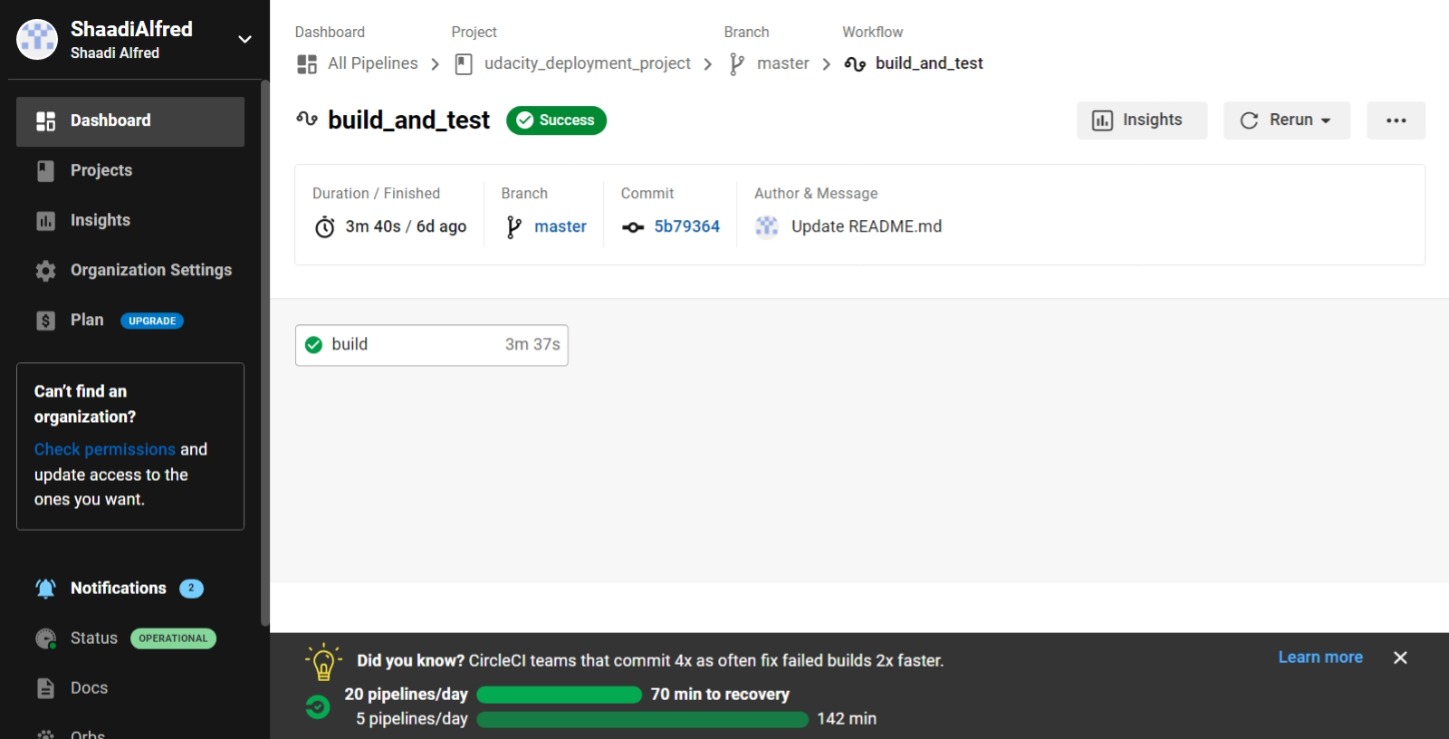 ShaadiAlfred
Shaadi Alfred
Dashboard
Projects
Insights
Organization Settings
Plan UPGRADE
Can't find an
organization?
Check permissions and
update access to the
ones you want.
Notifications 2
Status OPERATIONAL
Docs
Orbs
Dashboard Project Branch Workflow
All Pipelines udacity_deployment_project master build_and_test
build_and_test Success Insights Rerun
Duration / Finished Branch Commit Author & Message
3m 40s / 6d ago master 5b79364 Update README.md
build 3m 37s
Did you know? CircleCI teams that commit 4x as often fix failed builds 2x faster. Learn more
20 pipelines/day 70 min to recovery
5 pipelines/day 142 min